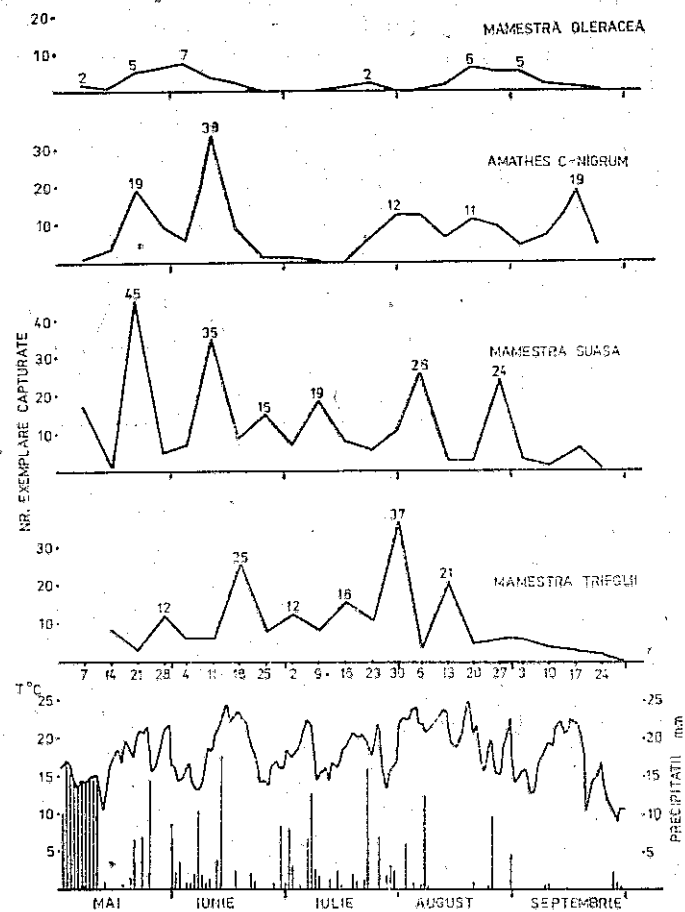 MAMESTRA OLERACEA
20
10
2 5 7 2 6 5
AMATHES C-NIGRUM
30
20
10
19 39 12 11 19
MAMESTRA SUASA
40
30
20
10
45 35 15 19 26 24
NR. EXEMPLARE CAPTURATE
MAMESTRA TRIFOLII
30
20
10
12 25 12 16 37 21
7 14 21 28 4 11 18 25 2 9 16 23 30 6 13 20 27 3 10 17 24
T°C
25
20
15
10
5
25
20
15
10
5
PRECIPITATII mm
MAI IUNIE IULIE AUGUST SEPTEMBRIE